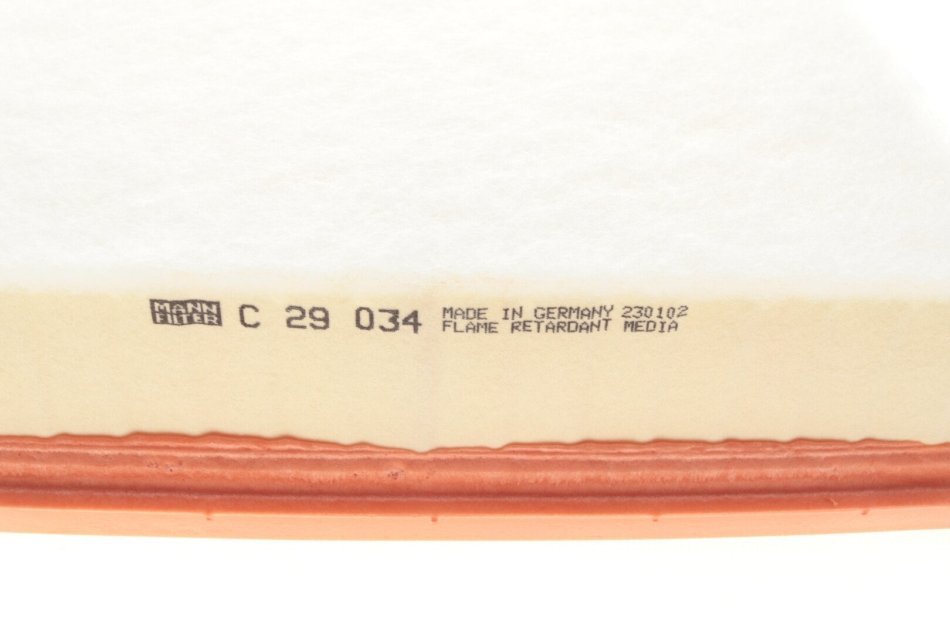 MANN
FILTER
C 29 034
MADE IN GERMANY 230102
FLAME RETARDANT MEDIA